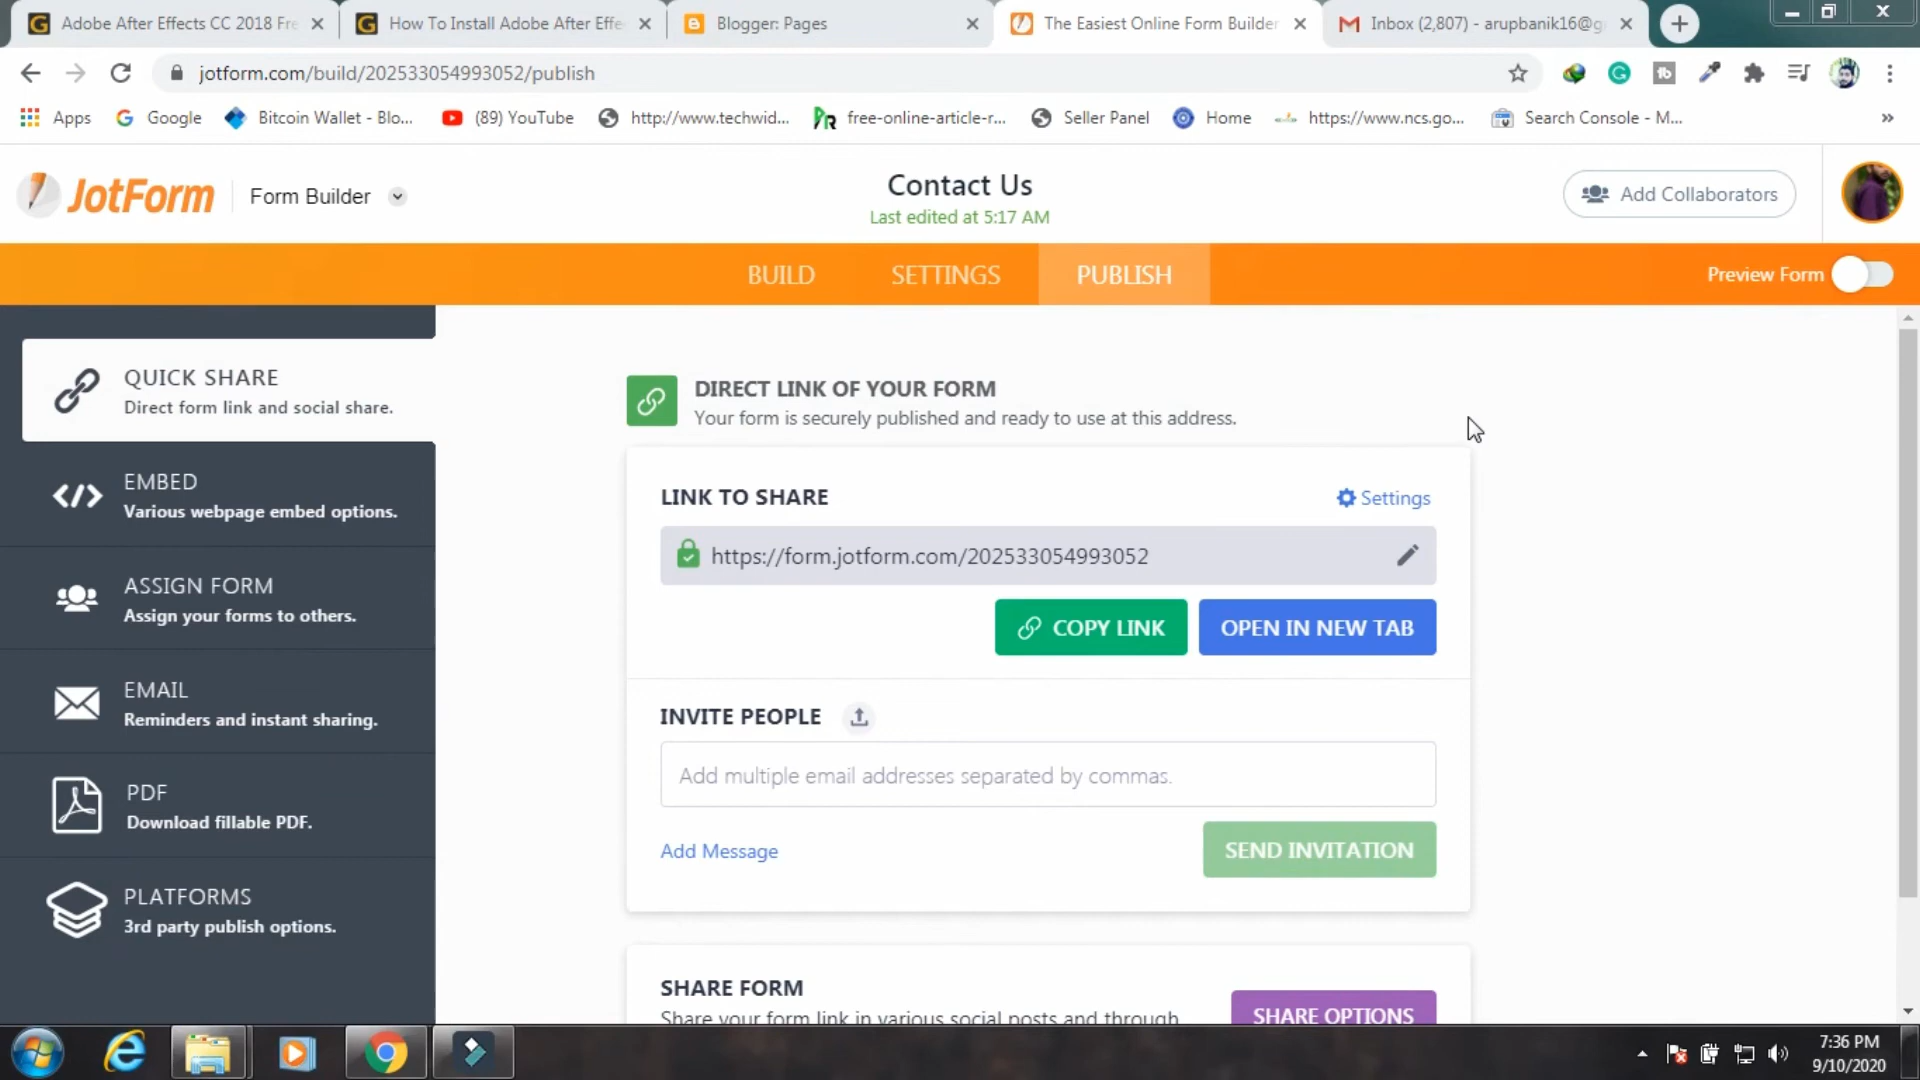 Adobe After Effects CC 2018 Fre
How To Install Adobe After Effe
Blogger: Pages
The Easiest Online Form Builder
Inbox (2,807) - arupbanik16@g
jotform.com/build/202533054993052/publish
Apps
Google
Bitcoin Wallet - Blo...
(89) YouTube
http://www.techwid...
free-online-article-r...
Seller Panel
Home
https://www.ncs.go...
Search Console - M...
»
JotForm
Form Builder
Contact Us
Last edited at 5:17 AM
Add Collaborators
BUILD
SETTINGS
PUBLISH
Preview Form
QUICK SHARE
Direct form link and social share.
EMBED
Various webpage embed options.
ASSIGN FORM
Assign your forms to others.
EMAIL
Reminders and instant sharing.
PDF
Download fillable PDF.
PLATFORMS
3rd party publish options.
DIRECT LINK OF YOUR FORM
Your form is securely published and ready to use at this address.
LINK TO SHARE
Settings
https://form.jotform.com/202533054993052
COPY LINK
OPEN IN NEW TAB
INVITE PEOPLE
Add multiple email addresses separated by commas.
Add Message
SEND INVITATION
SHARE FORM
Share your form link in various social posts and through
SHARE OPTIONS
7:36 PM
9/10/2020